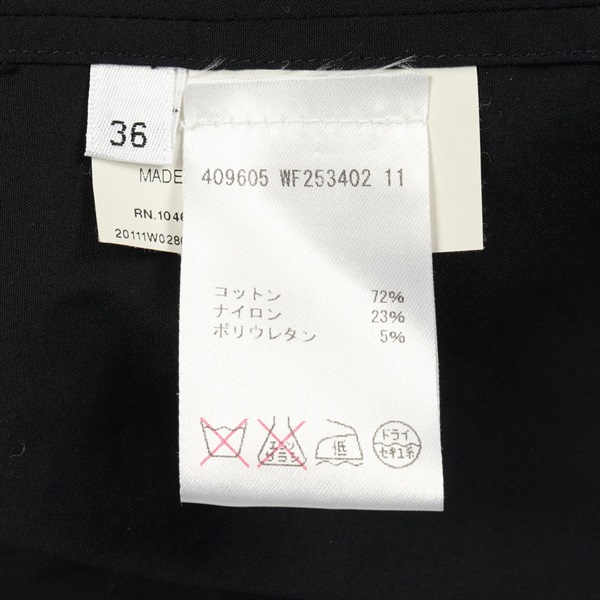 36
MADE
RN.1046
20111W0286
409605 WF253402 11
コットン 72%
ナイロン 23%
ポリウレタン 5%
エンソ
サラシ
低
ドライ
セキユ系